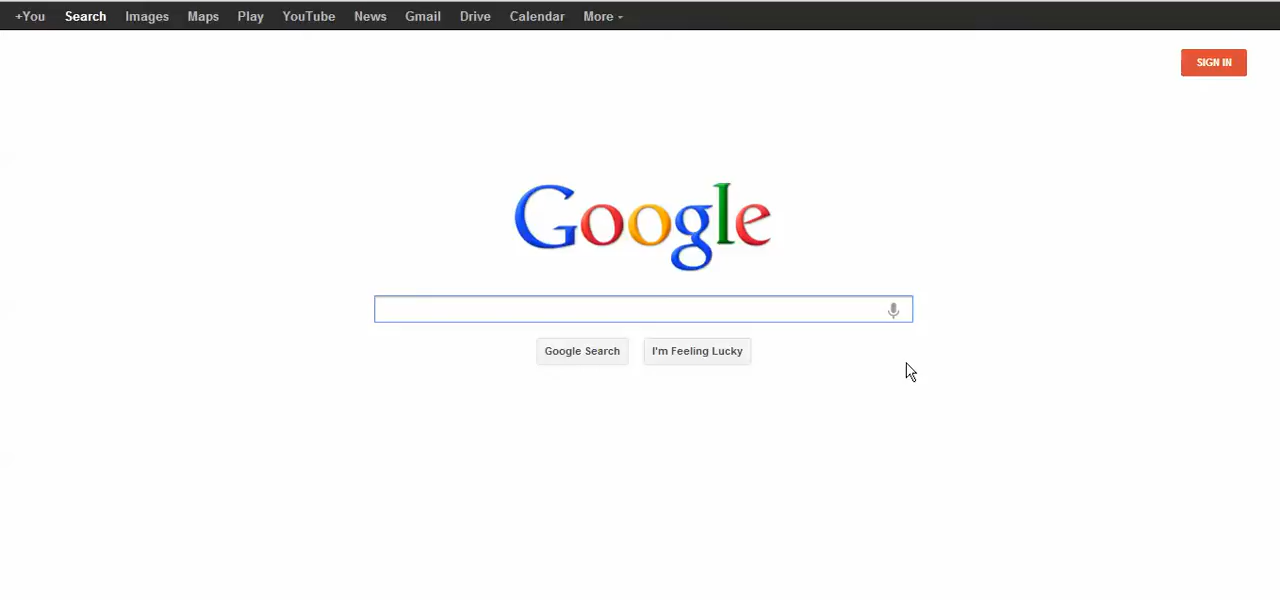 +You Search Images Maps Play YouTube News Gmail Drive Calendar More
SIGN IN
Google
Google Search I'm Feeling Lucky